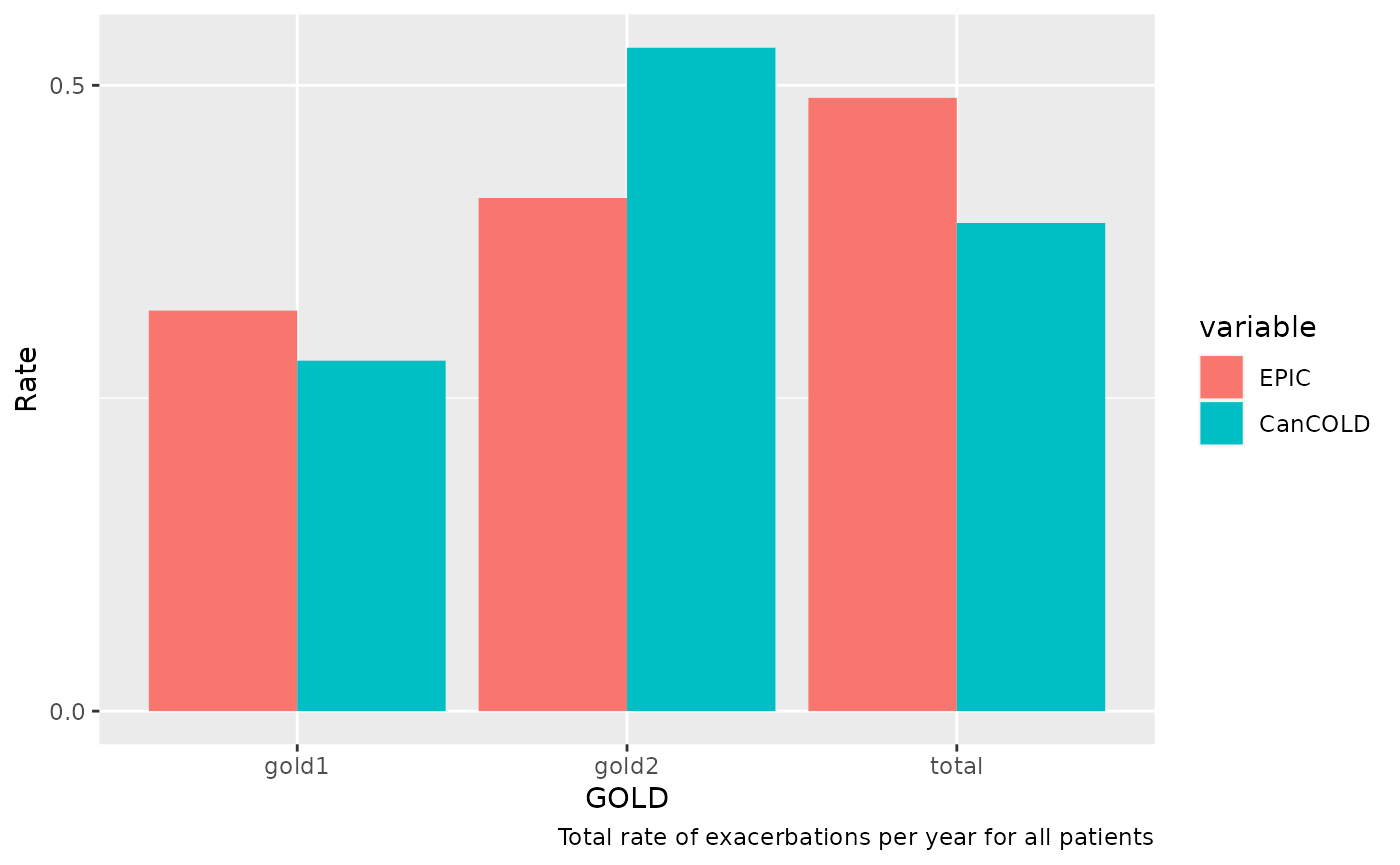 0.5
0.0
Rate
gold1
gold2
total
GOLD
Total rate of exacerbations per year for all patients
variable
EPIC
CanCOLD